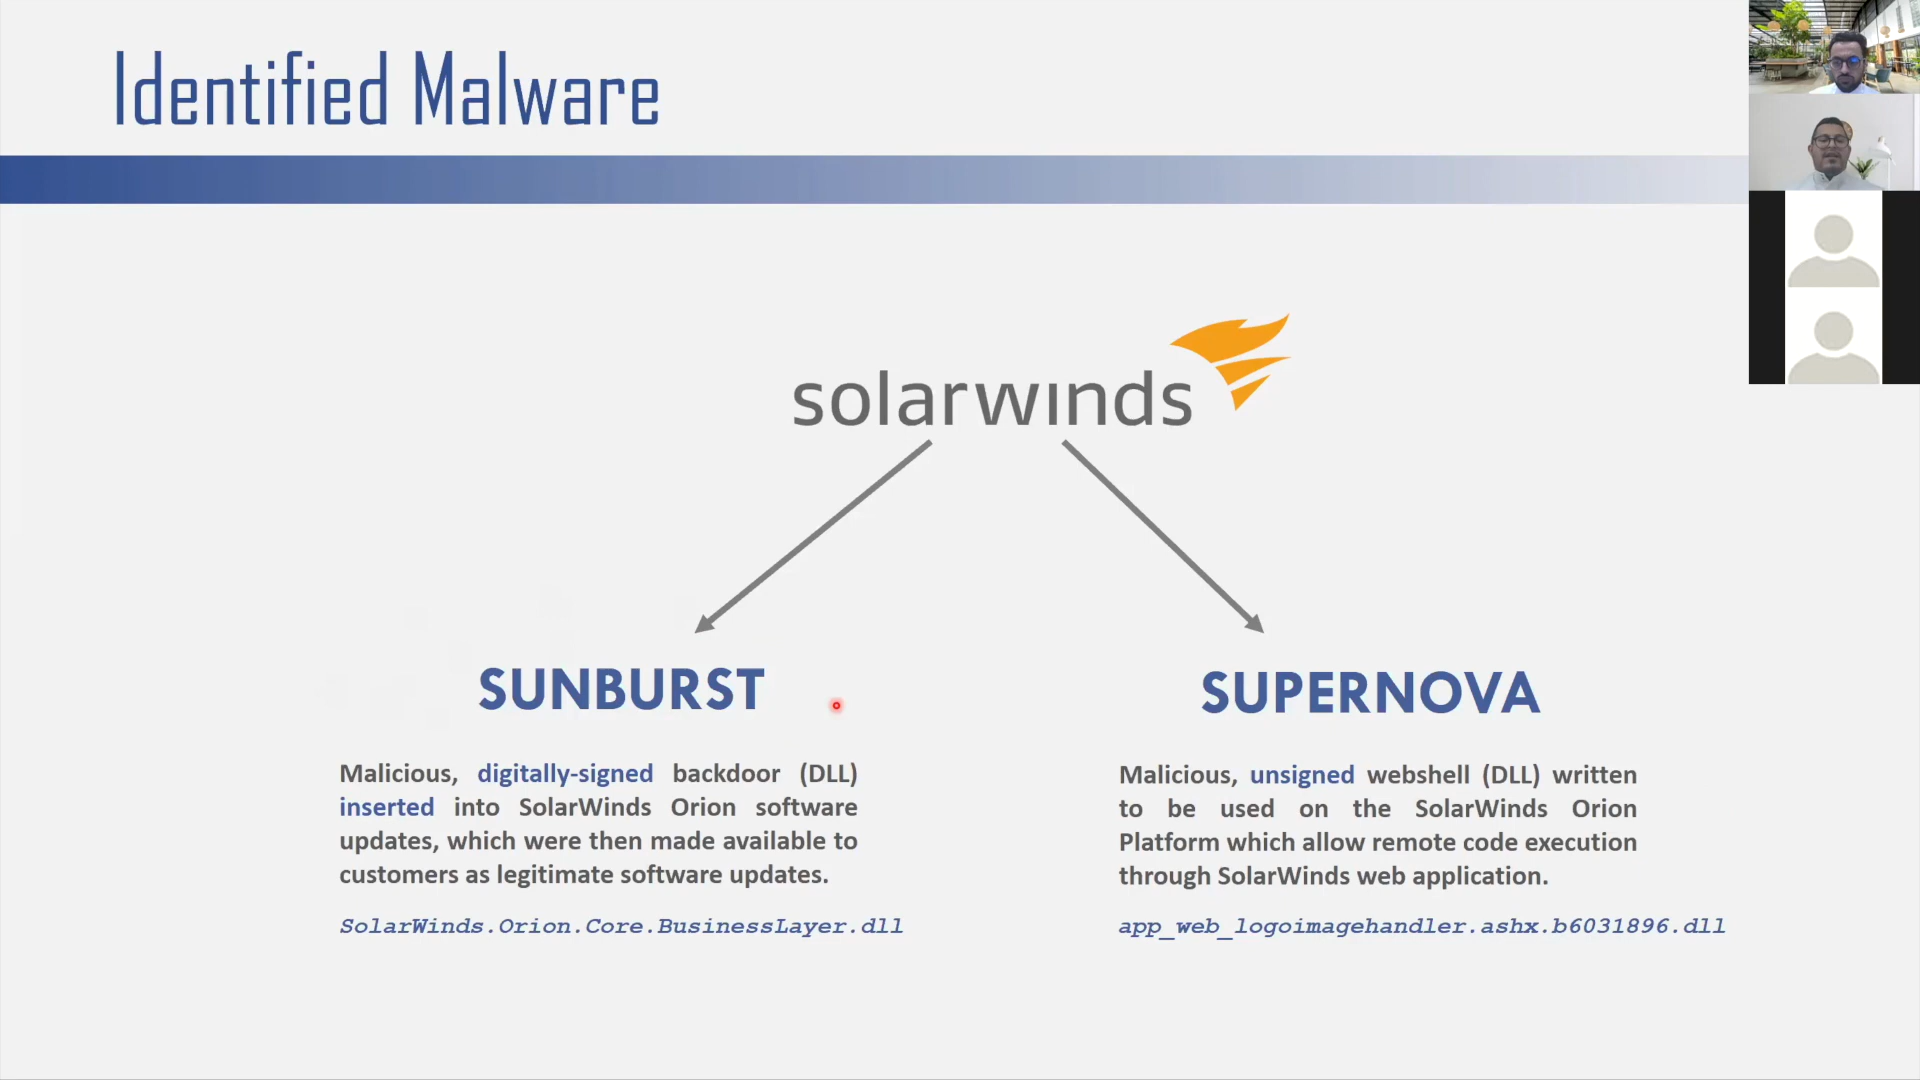 Identified Malware
solarwinds
SUNBURST
Malicious, digitally-signed backdoor (DLL)
inserted into SolarWinds Orion software
updates, which were then made available to
customers as legitimate software updates.
SolarWinds.Orion.Core.BusinessLayer.dll
SUPERNOVA
Malicious, unsigned webshell (DLL) written
to be used on the SolarWinds Orion
Platform which allow remote code execution
through SolarWinds web application.
app_web_logoimagehandler.ashx.b6031896.dll